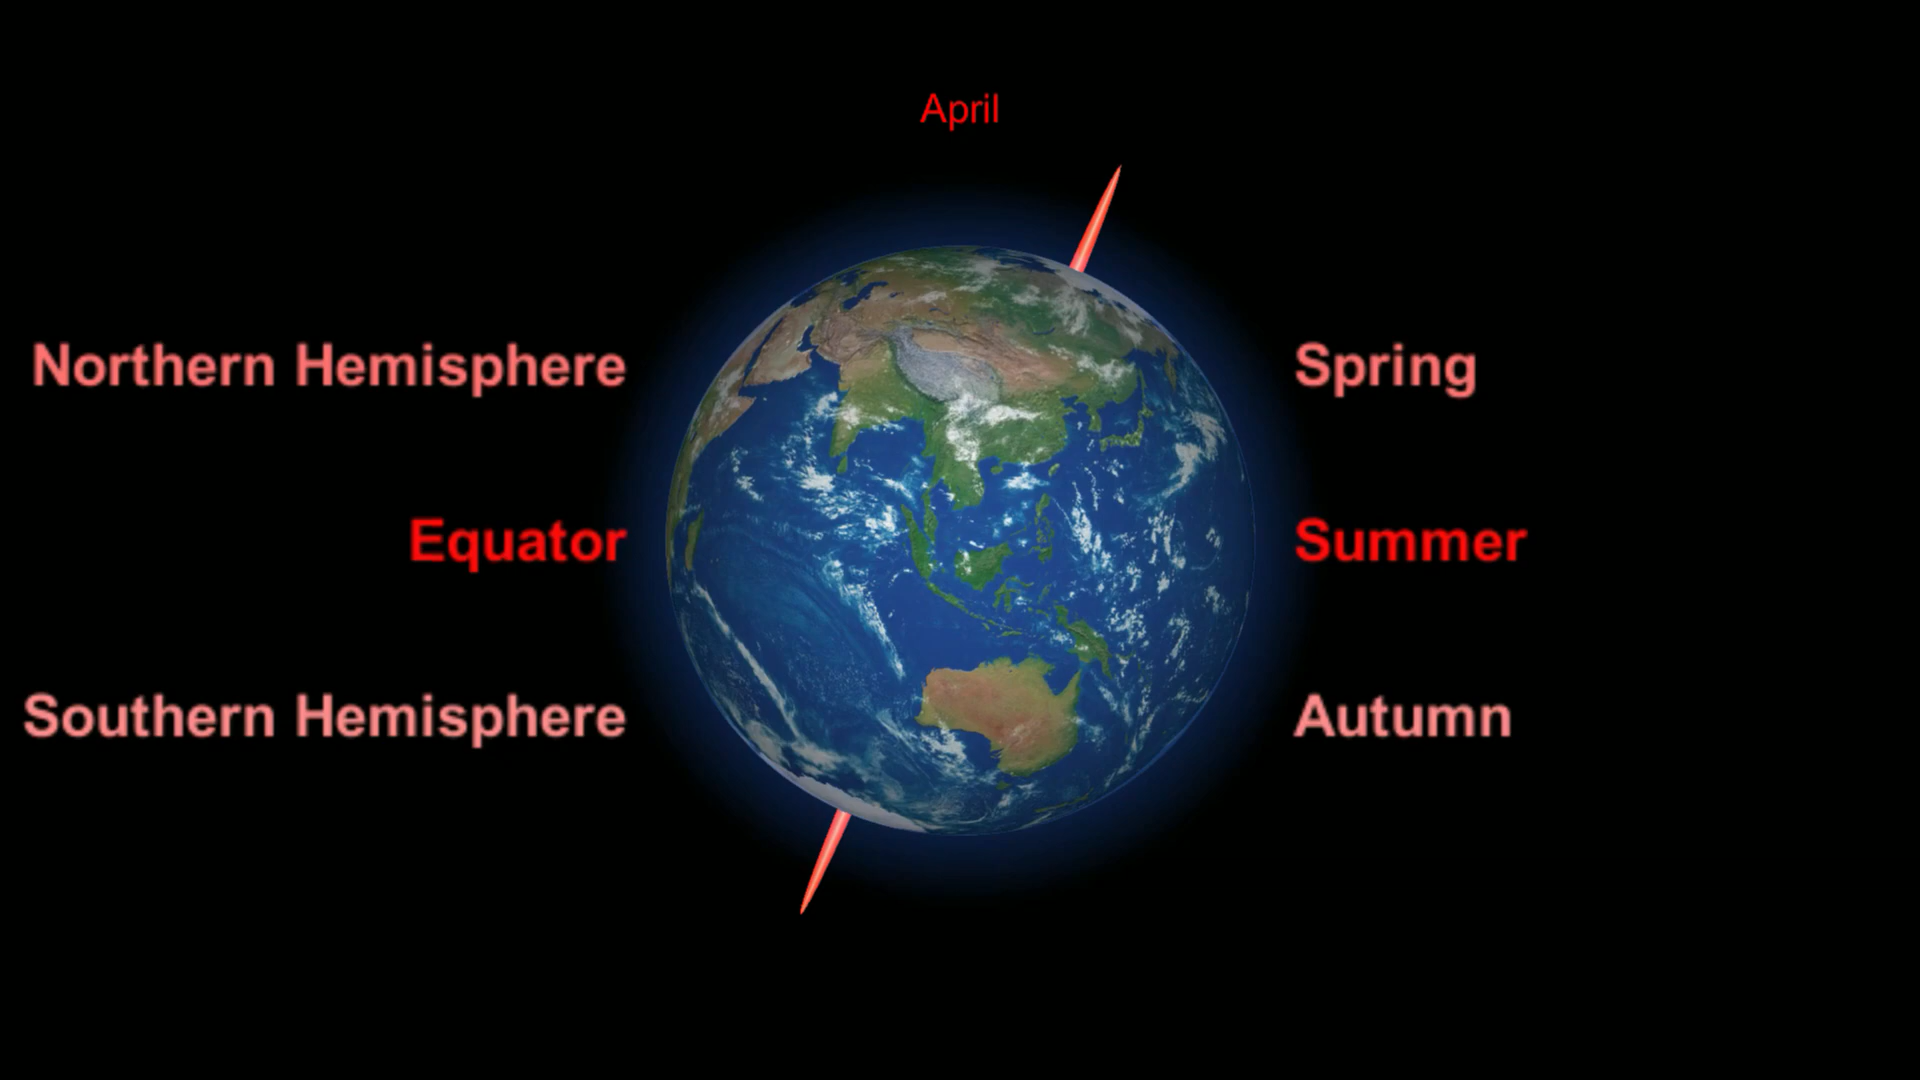 April
Northern Hemisphere
Spring
Equator
Summer
Southern Hemisphere
Autumn